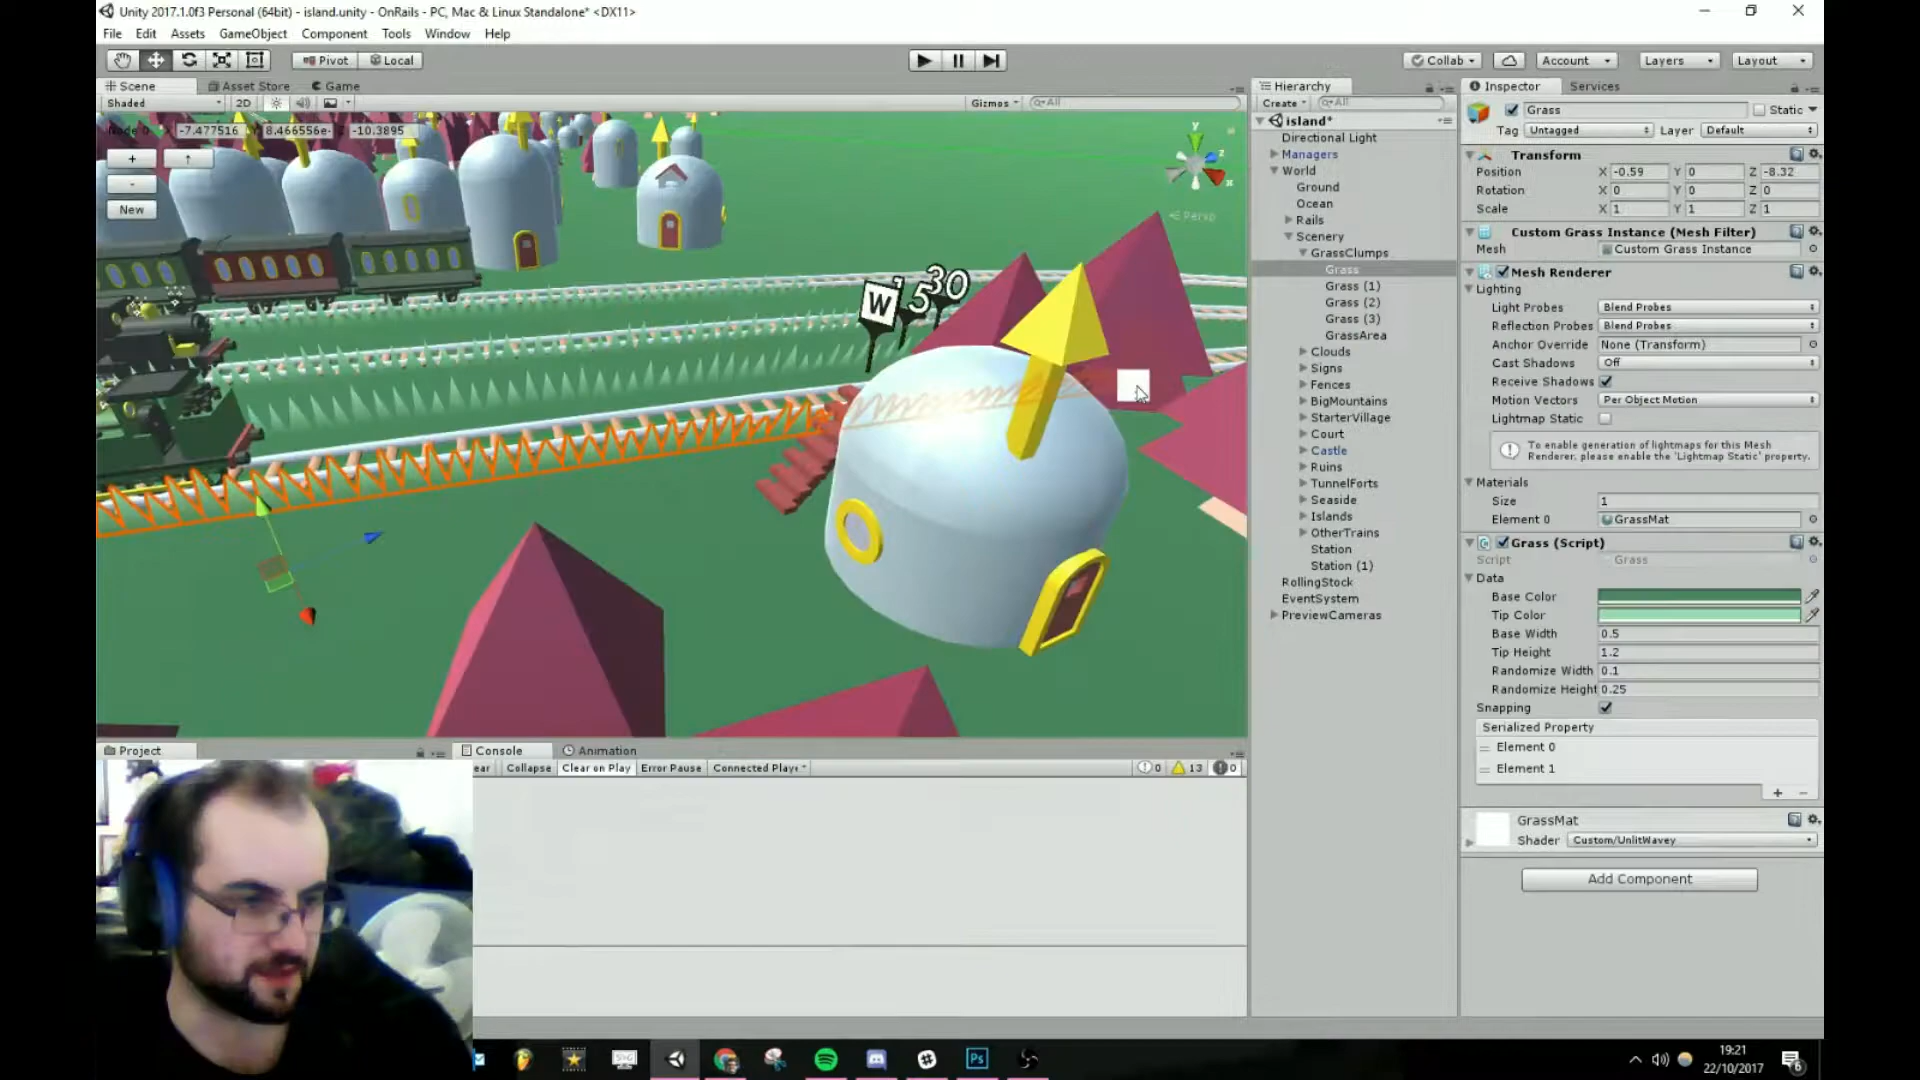 Unity 2017.1.0f3 Personal (64bit) - island.unity - OnRails - PC, Mac & Linux Standalone* <DX11>
File Edit Assets GameObject Component Tools Window Help
Pivot Local Collab Account Layers Layout
Scene Asset Store Game
Shaded 2D Gizmos All
-7.477516 Y 8.466556e- -10.3895
+
-
New
y
z
x
Persp
W
5
30
Hierarchy
Create All
island*
Directional Light
Managers
World
Ground
Ocean
Rails
Scenery
GrassClumps
Grass
Grass (1)
Grass (2)
Grass (3)
GrassArea
Clouds
Signs
Fences
BigMountains
StarterVillage
Court
Castle
Ruins
TunnelForts
Seaside
Islands
OtherTrains
Station
Station (1)
RollingStock
EventSystem
PreviewCameras
Inspector Services
Grass Static
Tag Untagged Layer Default
Transform
Position X -0.59 Y 0 Z -8.32
Rotation X 0 Y 0 Z 0
Scale X 1 Y 1 Z 1
Custom Grass Instance (Mesh Filter)
Mesh Custom Grass Instance
Mesh Renderer
Lighting
Light Probes Blend Probes
Reflection Probes Blend Probes
Anchor Override None (Transform)
Cast Shadows Off
Receive Shadows
Motion Vectors Per Object Motion
Lightmap Static
To enable generation of lightmaps for this Mesh
Renderer, please enable the 'Lightmap Static' property.
Materials
Size 1
Element 0 GrassMat
Grass (Script)
Script Grass
Data
Base Color
Tip Color
Base Width 0.5
Tip Height 1.2
Randomize Width 0.1
Randomize Height 0.25
Snapping
Serialized Property
Element 0
Element 1
+ -
GrassMat
Shader Custom/UnlitWavey
Add Component
Project Console Animation
ear Collapse Clear on Play Error Pause Connected Playe 0 13 0
Ps
19:21
22/10/2017
6